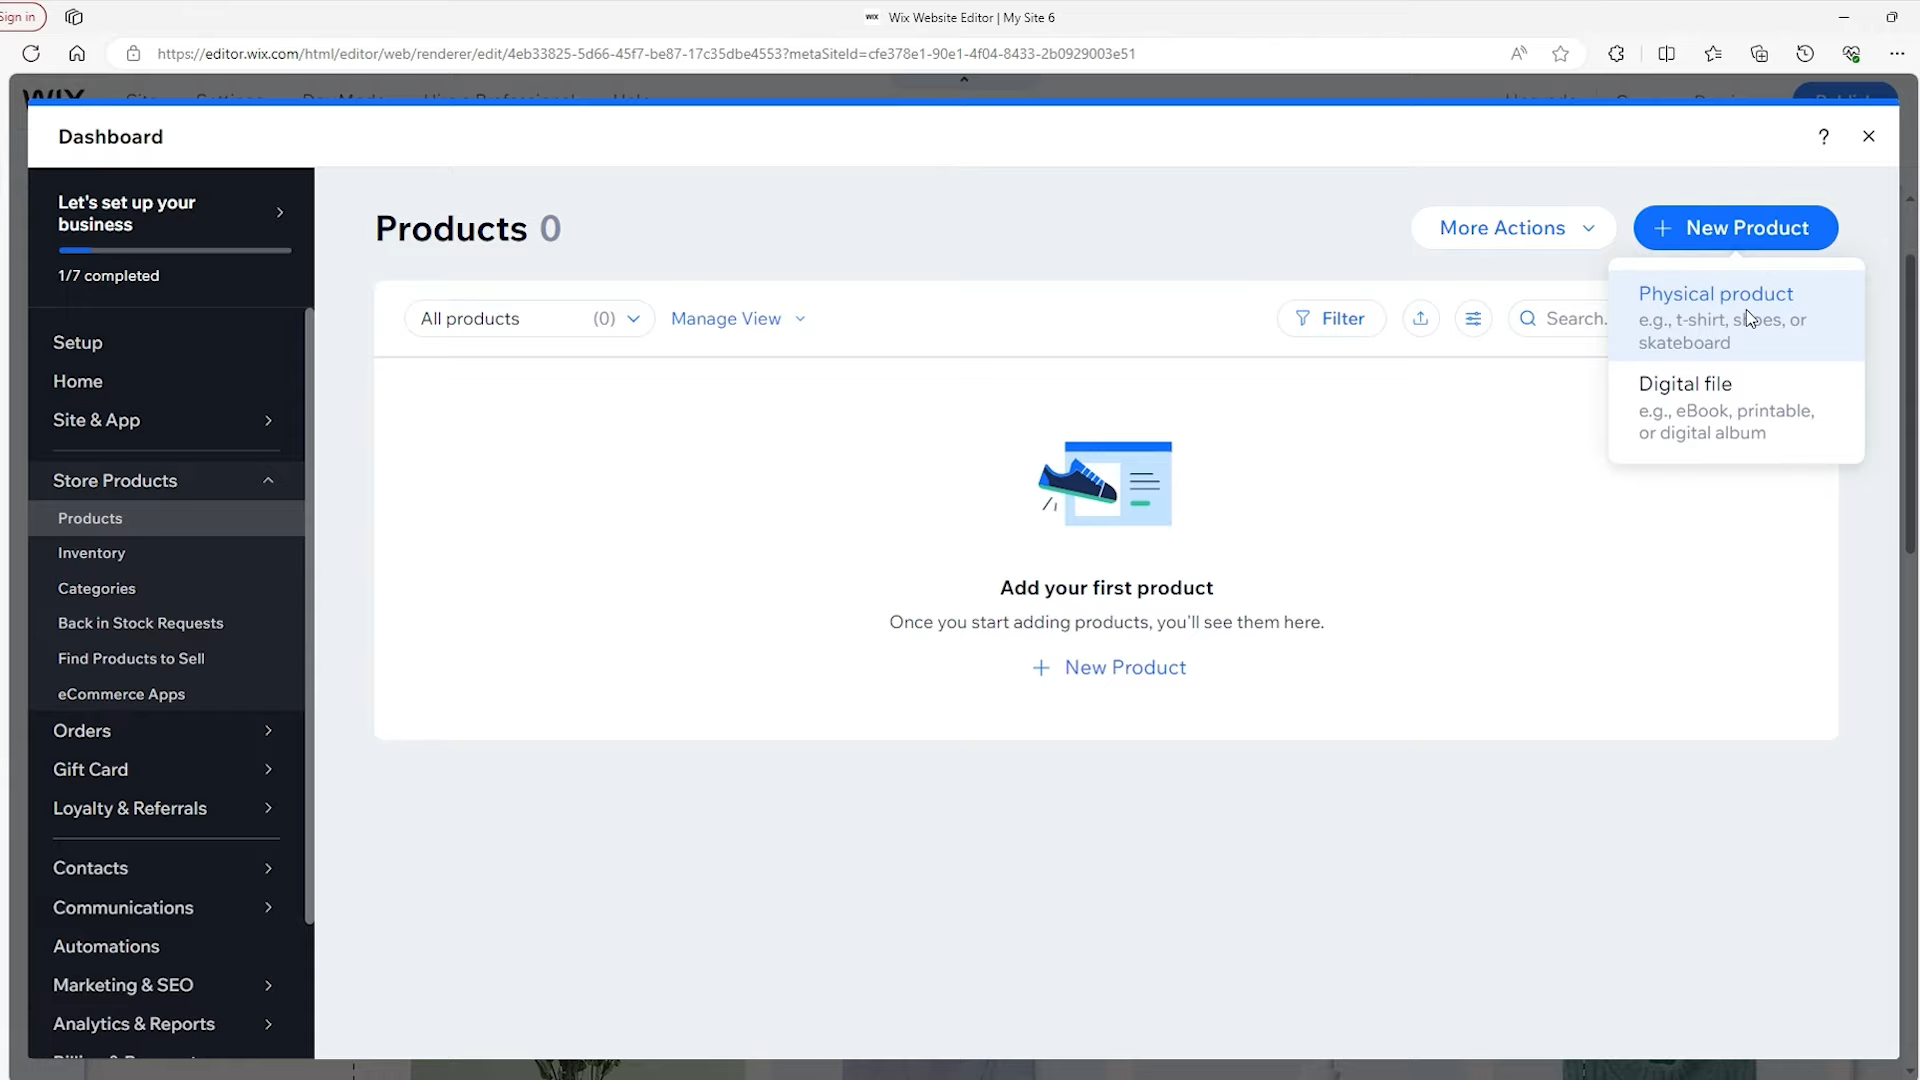 Sign in
WIX Wix Website Editor | My Site 6
https://editor.wix.com/html/editor/web/renderer/edit/4eb33825-5d66-45f7-be87-17c35dbe4553?metaSiteId=cfe378e1-90e1-4f04-8433-2b0929003e51
WIX
Dashboard
?
Let's set up your
business
1/7 completed
Setup
Home
Site & App
Store Products
Products
Inventory
Categories
Back in Stock Requests
Find Products to Sell
eCommerce Apps
Orders
Gift Card
Loyalty & Referrals
Contacts
Communications
Automations
Marketing & SEO
Analytics & Reports
Products 0
More Actions
+ New Product
Physical product
e.g., t-shirt, shoes, or
skateboard
Digital file
e.g., eBook, printable,
or digital album
All products (0)
Manage View
Filter
Search.
Add your first product
Once you start adding products, you'll see them here.
+ New Product